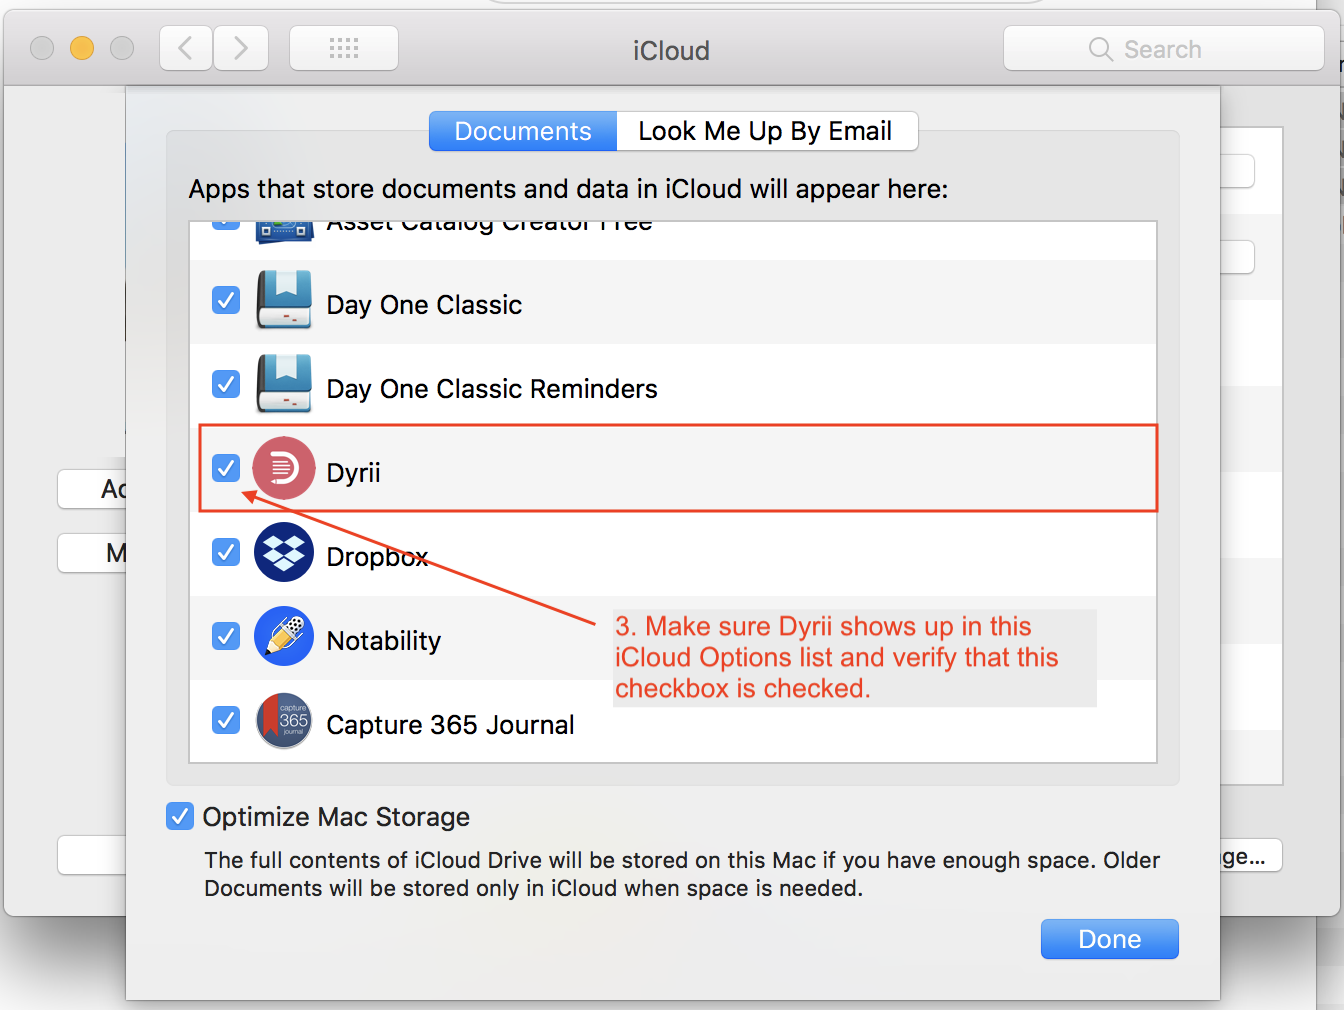 iCloud
Search
Documents
Look Me Up By Email
Apps that store documents and data in iCloud will appear here:
Asset Catalog Creator Free
Day One Classic
Day One Classic Reminders
Dyrii
Dropbox
Notability
capture
365
journal
Capture 365 Journal
3. Make sure Dyrii shows up in this
iCloud Options list and verify that this
checkbox is checked.
Ac
M
Optimize Mac Storage
The full contents of iCloud Drive will be stored on this Mac if you have enough space. Older
Documents will be stored only in iCloud when space is needed.
ge...
Done